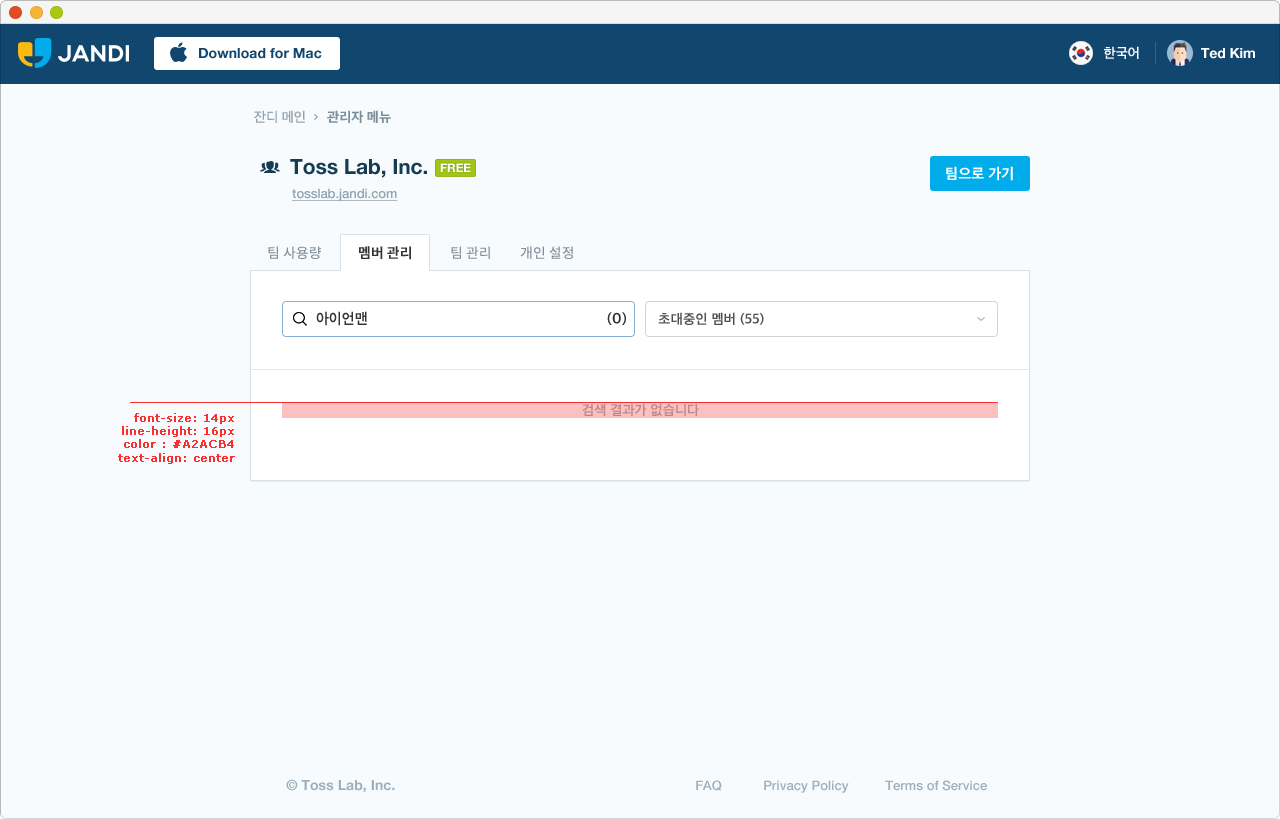 JANDI Download for Mac 한국어 Ted Kim
잔디 메인 › 관리자 메뉴
Toss Lab, Inc. FREE
tosslab.jandi.com
팀으로 가기
팀 사용량 멤버 관리 팀 관리 개인 설정
아이언맨 (0) 초대중인 멤버 (55)
검색 결과가 없습니다
font-size: 14px
line-height: 16px
color : #A2ACB4
text-align: center
© Toss Lab, Inc. FAQ Privacy Policy Terms of Service